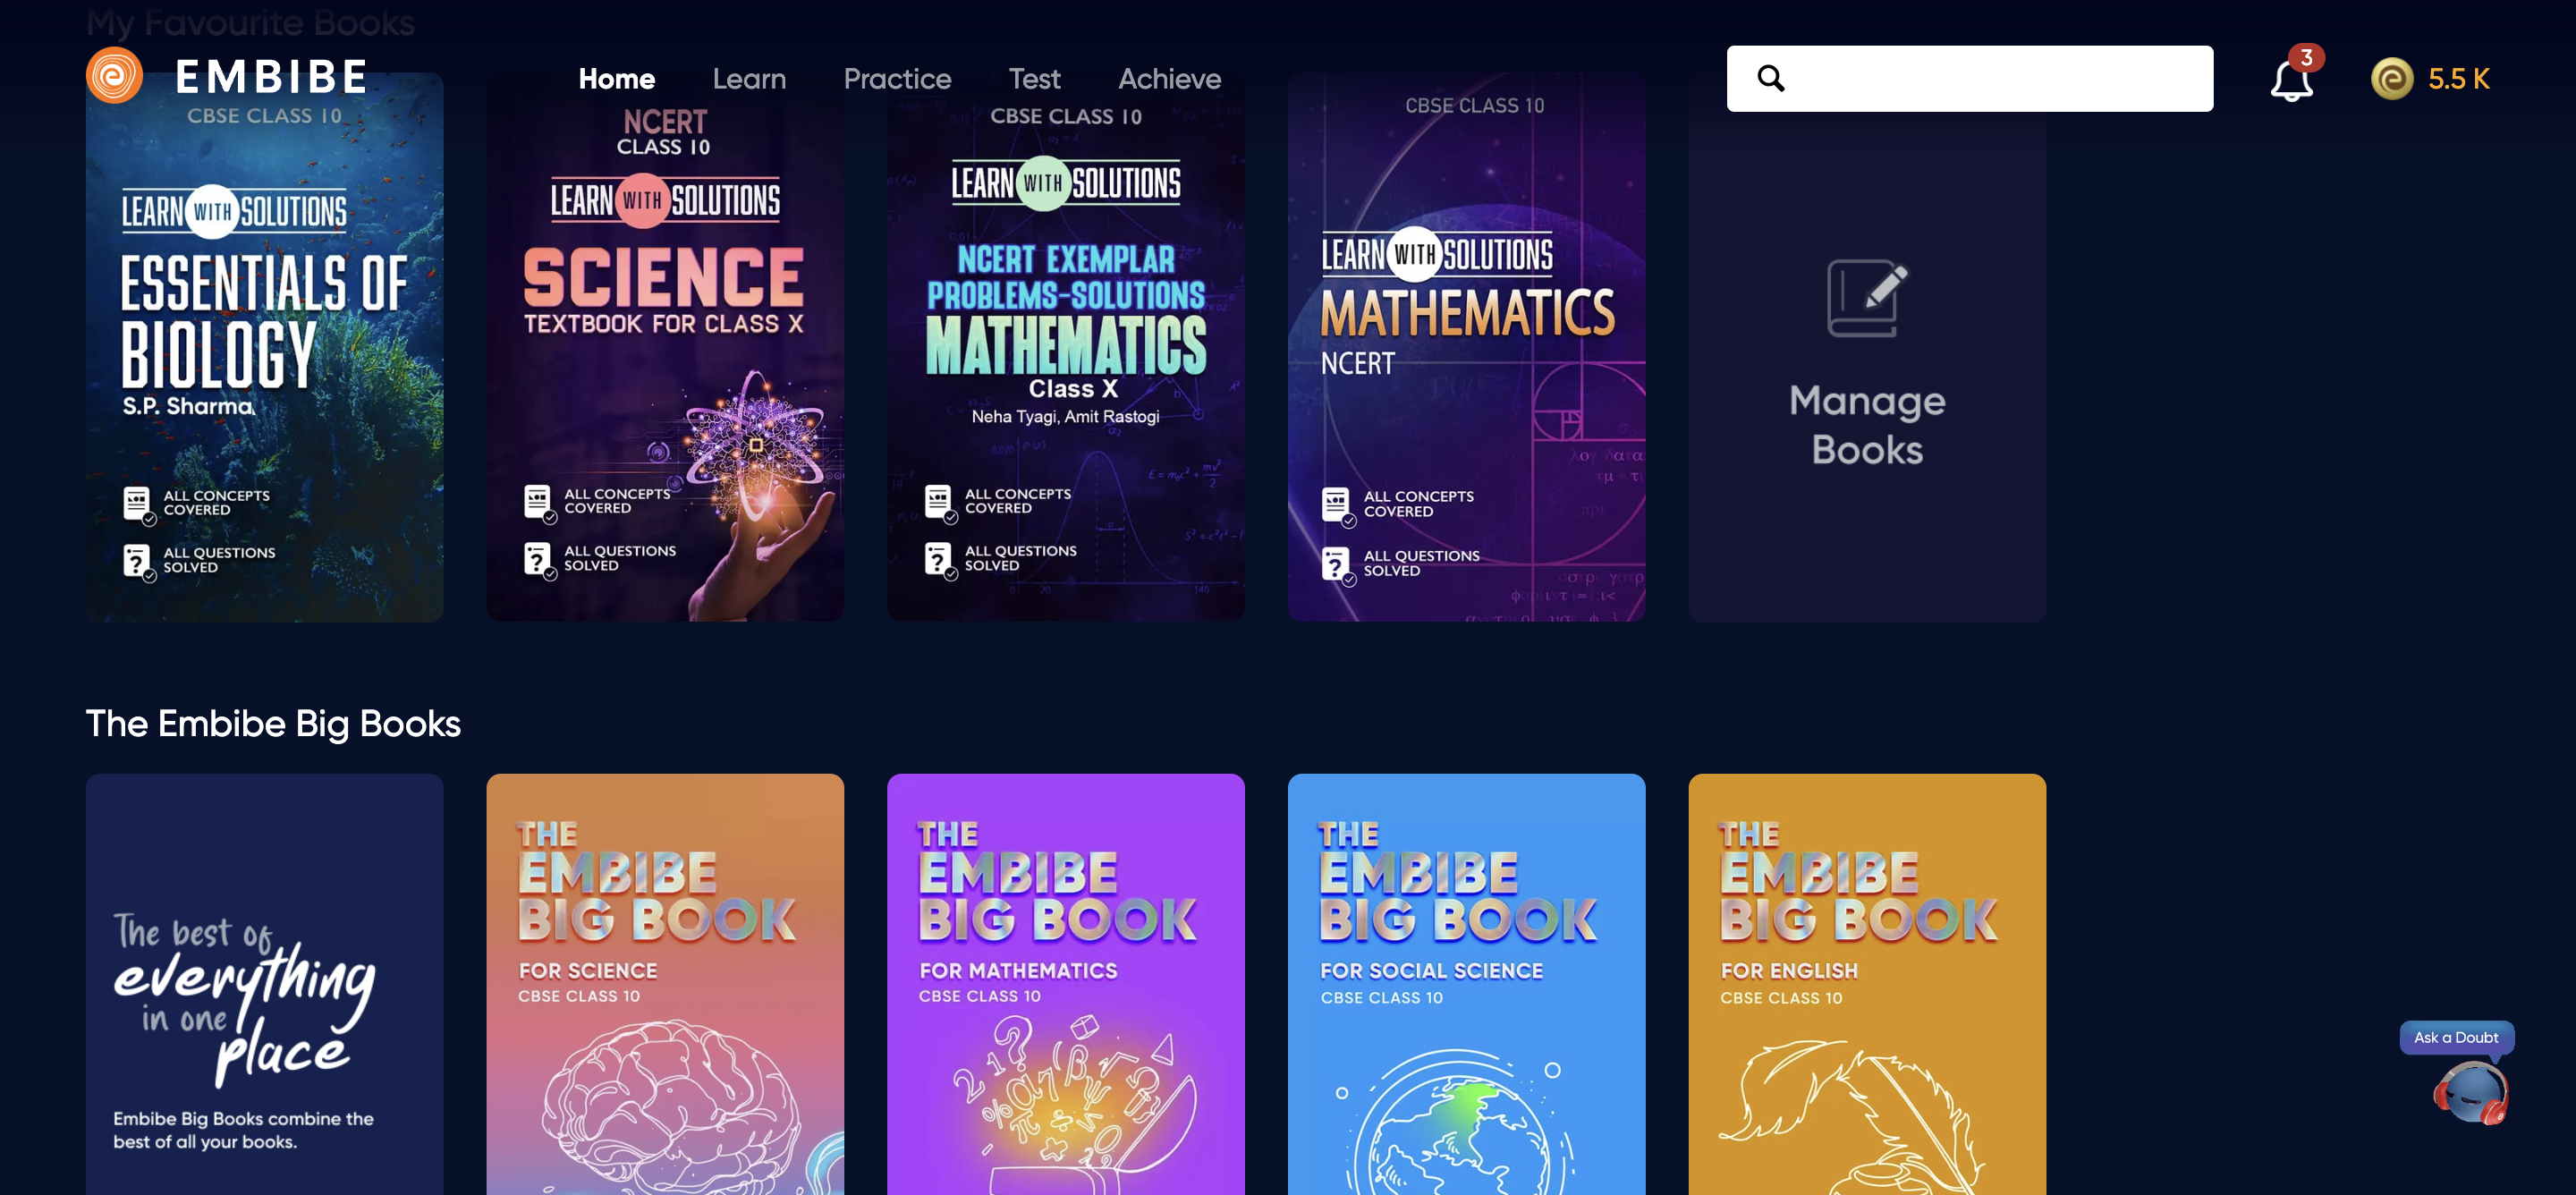 My Favourite Books
EMBIBE
Home Learn Practice Test Achieve
3
5.5 K
CBSE CLASS 10
LEARN WITH SOLUTIONS
ESSENTIALS OF
BIOLOGY
S.P. Sharma
ALL CONCEPTS
COVERED
ALL QUESTIONS
SOLVED
NCERT
CLASS 10
LEARN WITH SOLUTIONS
SCIENCE
TEXTBOOK FOR CLASS X
ALL CONCEPTS
COVERED
ALL QUESTIONS
SOLVED
CBSE CLASS 10
LEARN WITH SOLUTIONS
NCERT EXEMPLAR
PROBLEMS-SOLUTIONS
MATHEMATICS
Class X
Neha Tyagi, Amit Rastogi
ALL CONCEPTS
COVERED
ALL QUESTIONS
SOLVED
CBSE CLASS 10
LEARN WITH SOLUTIONS
MATHEMATICS
NCERT
ALL CONCEPTS
COVERED
ALL QUESTIONS
SOLVED
Manage
Books
The Embibe Big Books
The best of
everything
in one
place
Embibe Big Books combine the
best of all your books.
THE
EMBIBE
BIG BOOK
FOR SCIENCE
CBSE CLASS 10
THE
EMBIBE
BIG BOOK
FOR MATHEMATICS
CBSE CLASS 10
THE
EMBIBE
BIG BOOK
FOR SOCIAL SCIENCE
CBSE CLASS 10
THE
EMBIBE
BIG BOOK
FOR ENGLISH
CBSE CLASS 10
Ask a Doubt